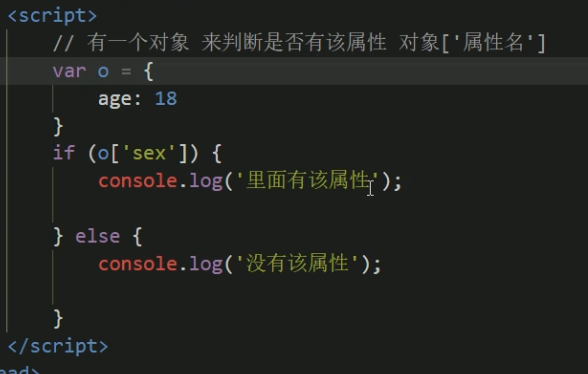 <script>
// 有一个对象 来判断是否有该属性 对象['属性名']
var o = {
age: 18
}
if (o['sex']) {
console.log('里面有该属性');
} else {
console.log('没有该属性');
}
</script>